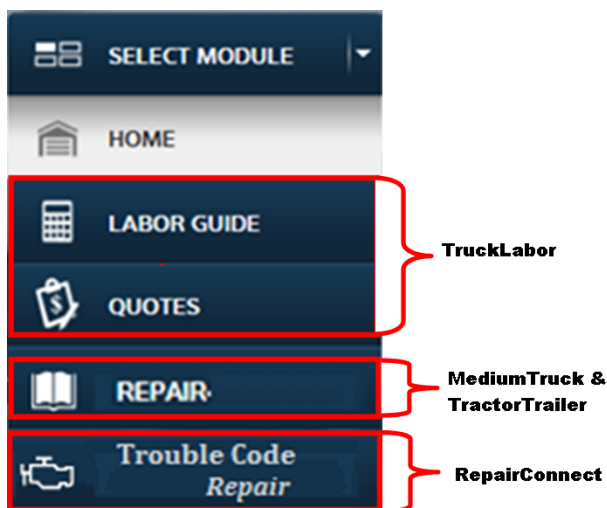 SELECT MODULE
HOME
LABOR GUIDE
QUOTES
TruckLabor
REPAIR
MediumTruck &
TractorTrailer
Trouble Code
Repair
RepairConnect